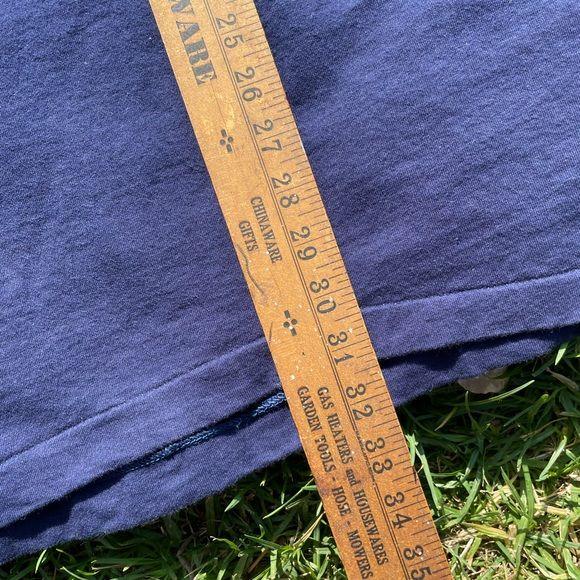 WARE
25
26
27
28
29
30
31
32
33
34
35
CHINAWARE
GIFTS
GAS HEATERS and HOUSEWARES
GARDEN TOOLS - HOSE - MOWERS